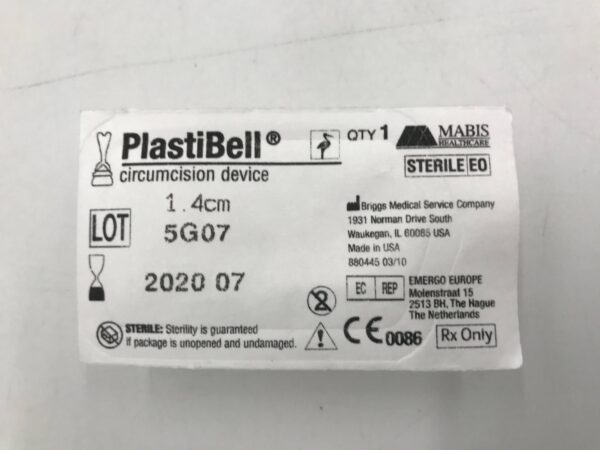 PlastiBell®
circumcision device
QTY 1
MABIS
HEALTHCARE
STERILE EO
1.4cm
LOT 5G07
2020 07
Briggs Medical Service Company
1931 Norman Drive South
Waukegan, IL 60085 USA
Made in USA
880445 03/10
EC REP
EMERGO EUROPE
Molenstraat 15
2513 BH, The Hague
The Netherlands
2
STERILE: Sterility is guaranteed
if package is unopened and undamaged.
CE 0086
Rx Only